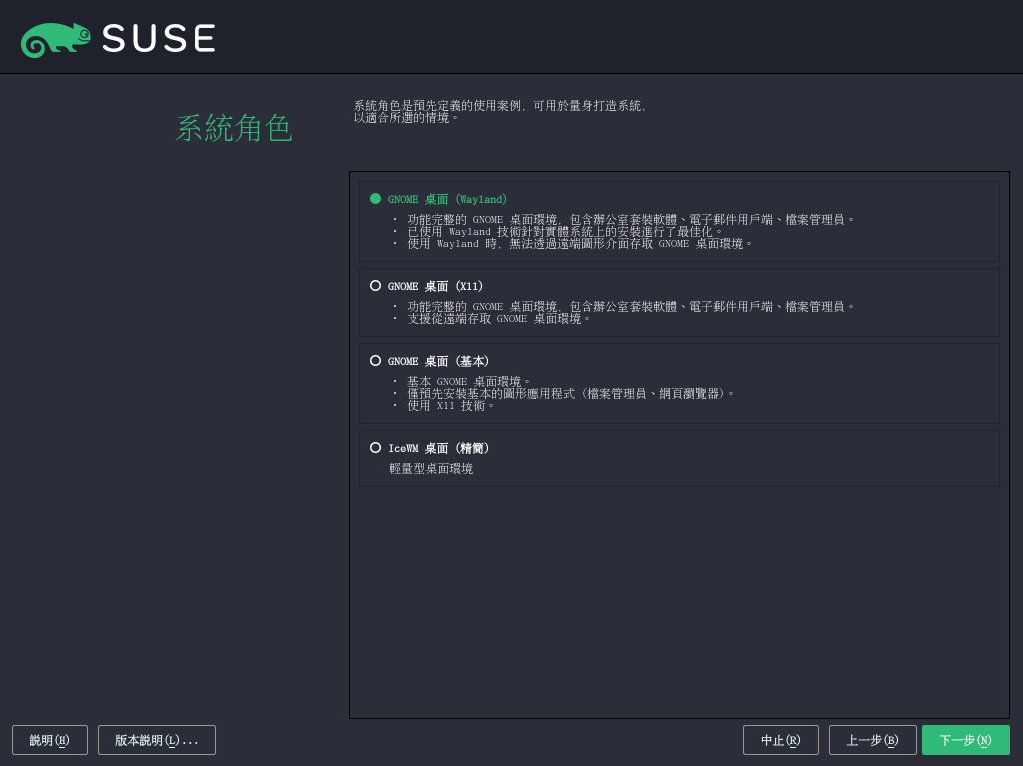 SUSE
系統角色
系統角色是預先定義的使用案例，可用於量身打造系統，
以適合所選的情境。
GNOME 桌面 (Wayland)
• 功能完整的 GNOME 桌面環境，包含辦公室套裝軟體、電子郵件用戶端、檔案管理員。
• 已使用 Wayland 技術針對實體系統上的安裝進行了最佳化。
• 使用 Wayland 時，無法透過遠端圖形介面存取 GNOME 桌面環境。
GNOME 桌面 (X11)
• 功能完整的 GNOME 桌面環境，包含辦公室套裝軟體、電子郵件用戶端、檔案管理員。
• 支援從遠端存取 GNOME 桌面環境。
GNOME 桌面 (基本)
• 基本 GNOME 桌面環境。
• 僅預先安裝基本的圖形應用程式 (檔案管理員、網頁瀏覽器)。
• 使用 X11 技術。
IceWM 桌面 (精簡)
輕量型桌面環境
說明(H)
版本說明(L)...
中止(R)
上一步(B)
下一步(N)